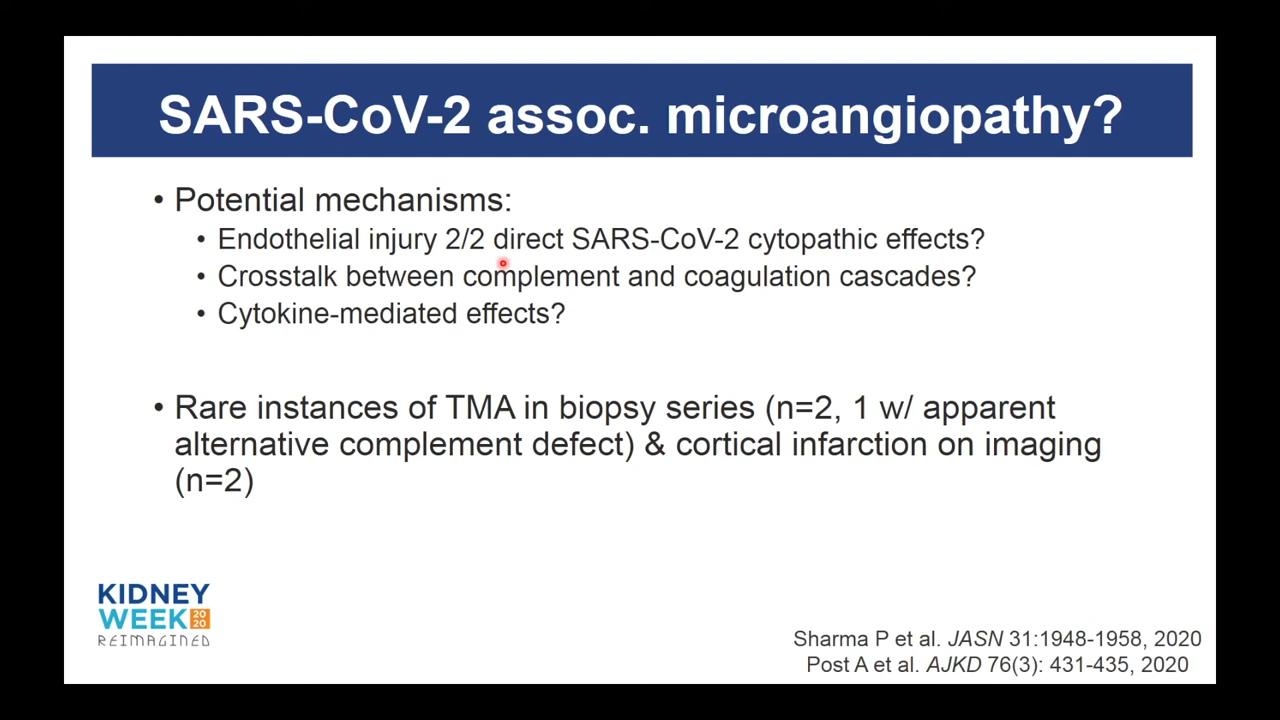 SARS-CoV-2 assoc. microangiopathy?
• Potential mechanisms:
• Endothelial injury 2/2 direct SARS-CoV-2 cytopathic effects?
• Crosstalk between complement and coagulation cascades?
• Cytokine-mediated effects?
• Rare instances of TMA in biopsy series (n=2, 1 w/ apparent
alternative complement defect) & cortical infarction on imaging
(n=2)
KIDNEY
WEEK 2020
REIMAGINED
Sharma P et al. JASN 31:1948-1958, 2020
Post A et al. AJKD 76(3): 431-435, 2020